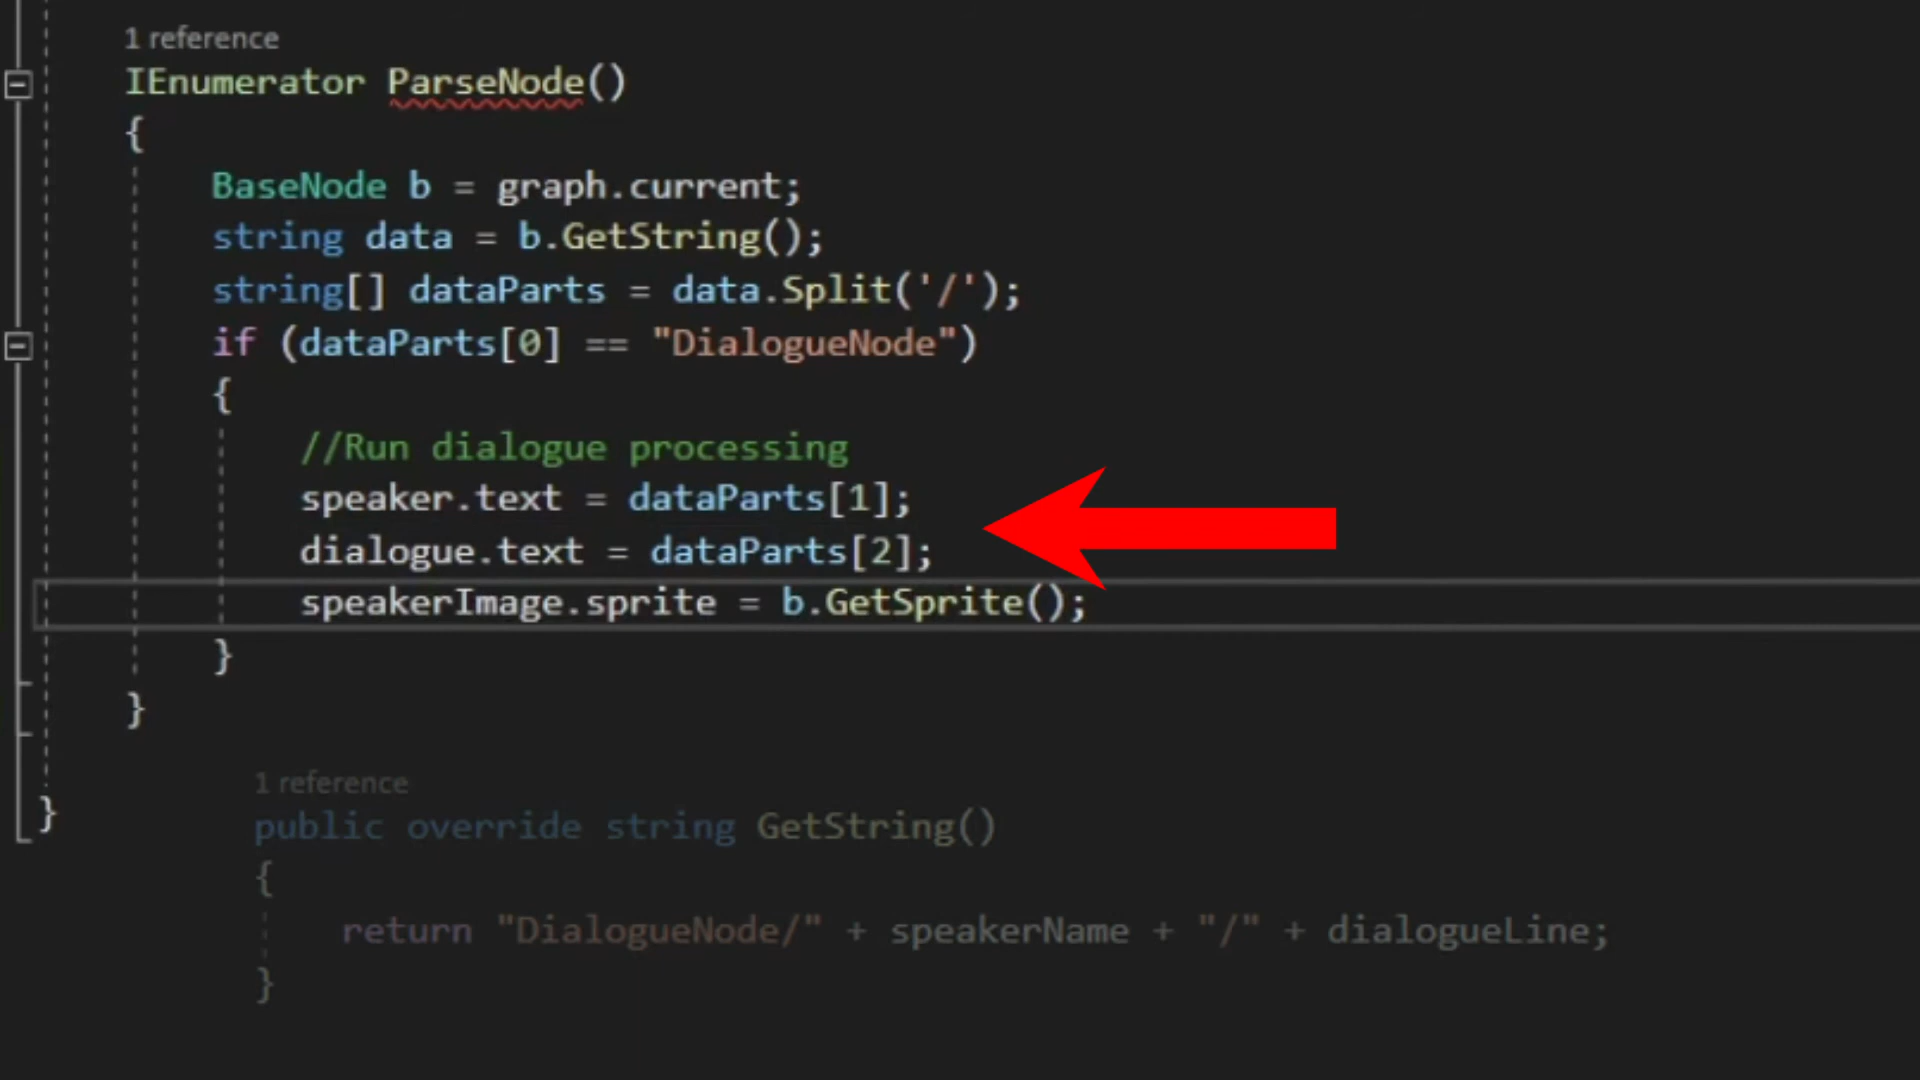 1 reference
IEnumerator ParseNode()
{
BaseNode b = graph.current;
string data = b.GetString();
string[] dataParts = data.Split('/');
if (dataParts[0] == "DialogueNode")
{
//Run dialogue processing
speaker.text = dataParts[1];
dialogue.text = dataParts[2];
speakerImage.sprite = b.GetSprite();
}
}
}
1 reference
public override string GetString()
{
return "DialogueNode/" + speakerName + "/" + dialogueLine;
}